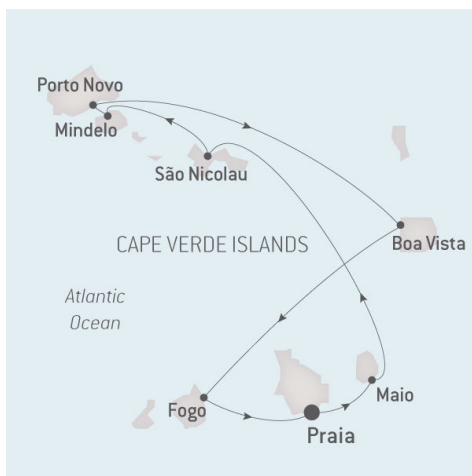 Porto Novo
Mindelo
São Nicolau
CAPE VERDE ISLANDS
Boa Vista
Atlantic
Ocean
Fogo
Maio
Praia